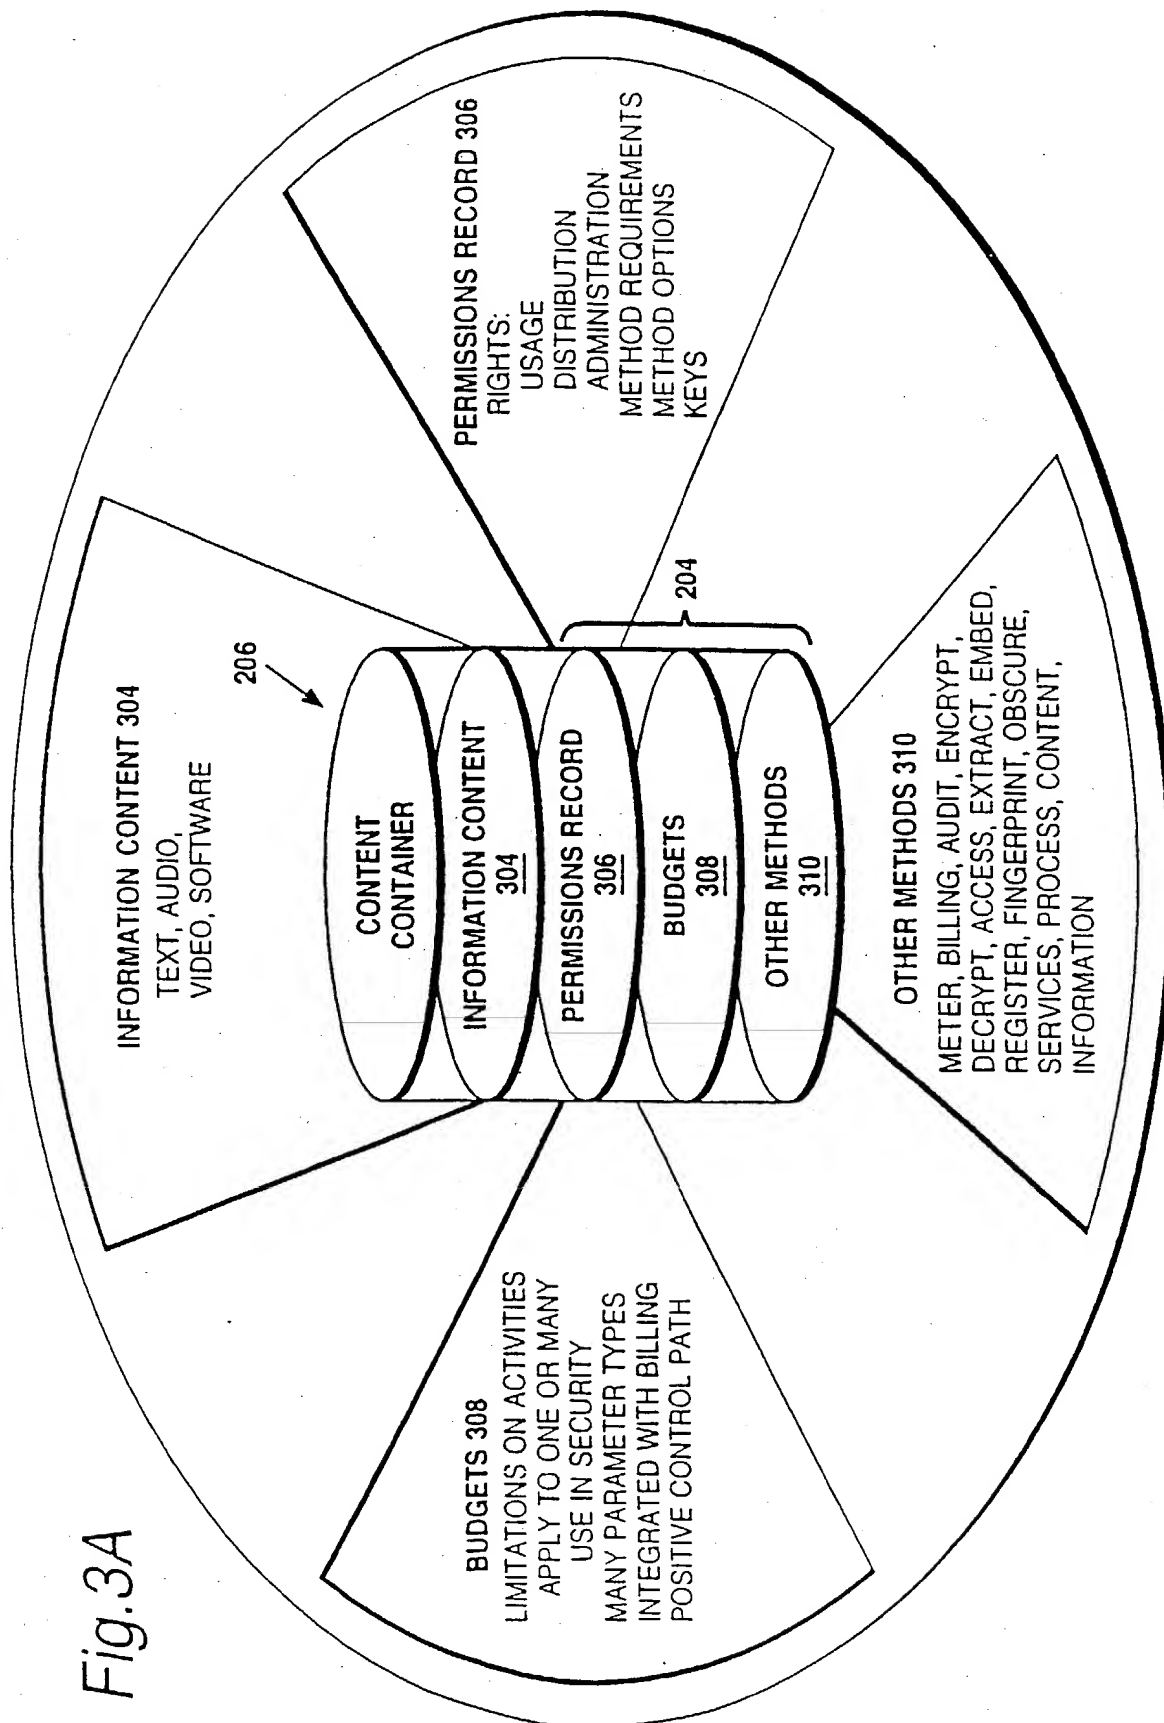 Fig.3A
INFORMATION CONTENT 304
TEXT, AUDIO,
VIDEO, SOFTWARE
206
CONTENT
CONTAINER
INFORMATION CONTENT
304
PERMISSIONS RECORD
306
BUDGETS
308
OTHER METHODS
310
204
BUDGETS 308
LIMITATIONS ON ACTIVITIES
APPLY TO ONE OR MANY
USE IN SECURITY
MANY PARAMETER TYPES
INTEGRATED WITH BILLING
POSITIVE CONTROL PATH
PERMISSIONS RECORD 306
RIGHTS:
USAGE
DISTRIBUTION
ADMINISTRATION
METHOD REQUIREMENTS
METHOD OPTIONS
KEYS
OTHER METHODS 310
METER, BILLING, AUDIT, ENCRYPT,
DECRYPT, ACCESS, EXTRACT, EMBED,
REGISTER, FINGERPRINT, OBSCURE,
SERVICES, PROCESS, CONTENT,
INFORMATION